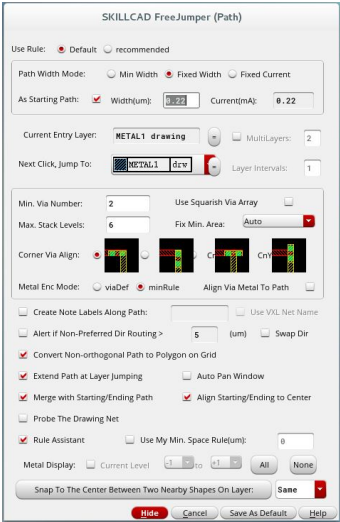 SKILLCAD FreeJumper (Path)
Use Rule: Default recommended
Path Width Mode: Min Width Fixed Width Fixed Current
As Starting Path: Width(um): 0.22 Current(mA): 0.22
Current Entry Layer: METAL1 drawing - MultiLayers: 2
Next Click, Jump To: METAL1 drw Layer Intervals: 1
Min. Via Number: 2 Use Squarish Via Array
Max. Stack Levels: 6 Fix Min. Area: Auto
Corner Via Align: CnY
Metal Enc Mode: viaDef minRule Align Via Metal To Path
Create Note Labels Along Path: Use VXL Net Name
Alert if Non-Preferred Dir Routing > 5 (um) Swap Dir
Convert Non-orthogonal Path to Polygon on Grid
Extend Path at Layer Jumping Auto Pan Window
Merge with Starting/Ending Path Align Starting/Ending to Center
Probe The Drawing Net
Rule Assistant Use My Min. Space Rule(um): 0
Metal Display: Current Level -1 to +1 All None
Snap To The Center Between Two Nearby Shapes On Layer: Same
Hide Cancel Save As Default Help